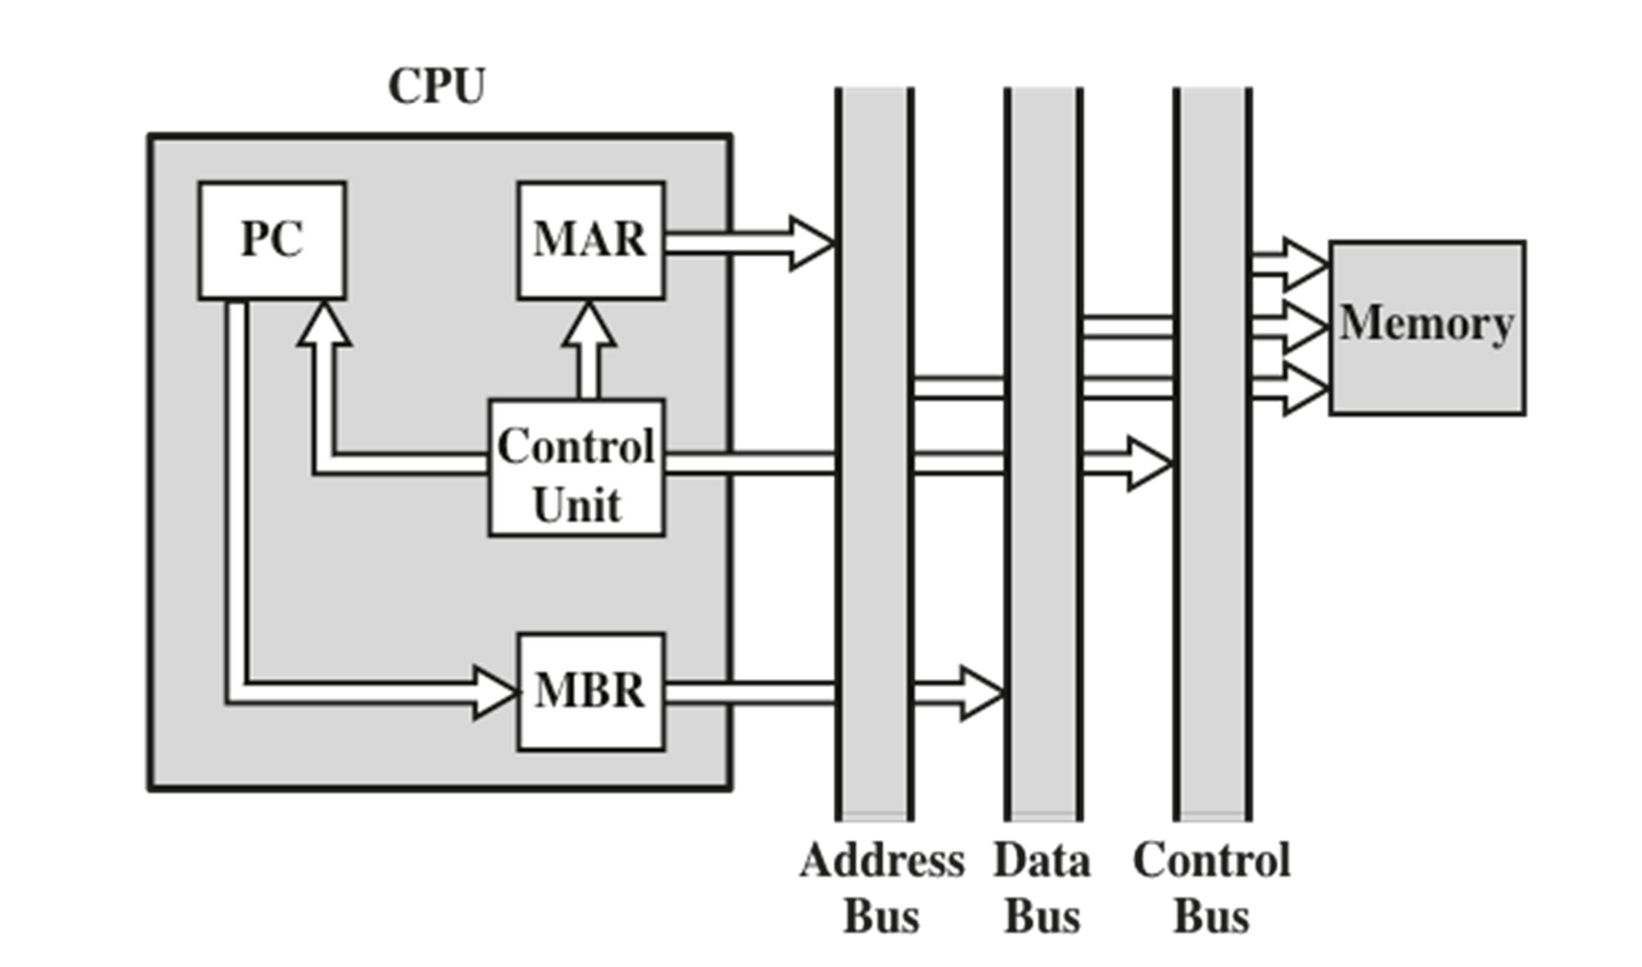 CPU
PC
MAR
Memory
Control
Unit
MBR
Address
Bus
Data
Bus
Control
Bus